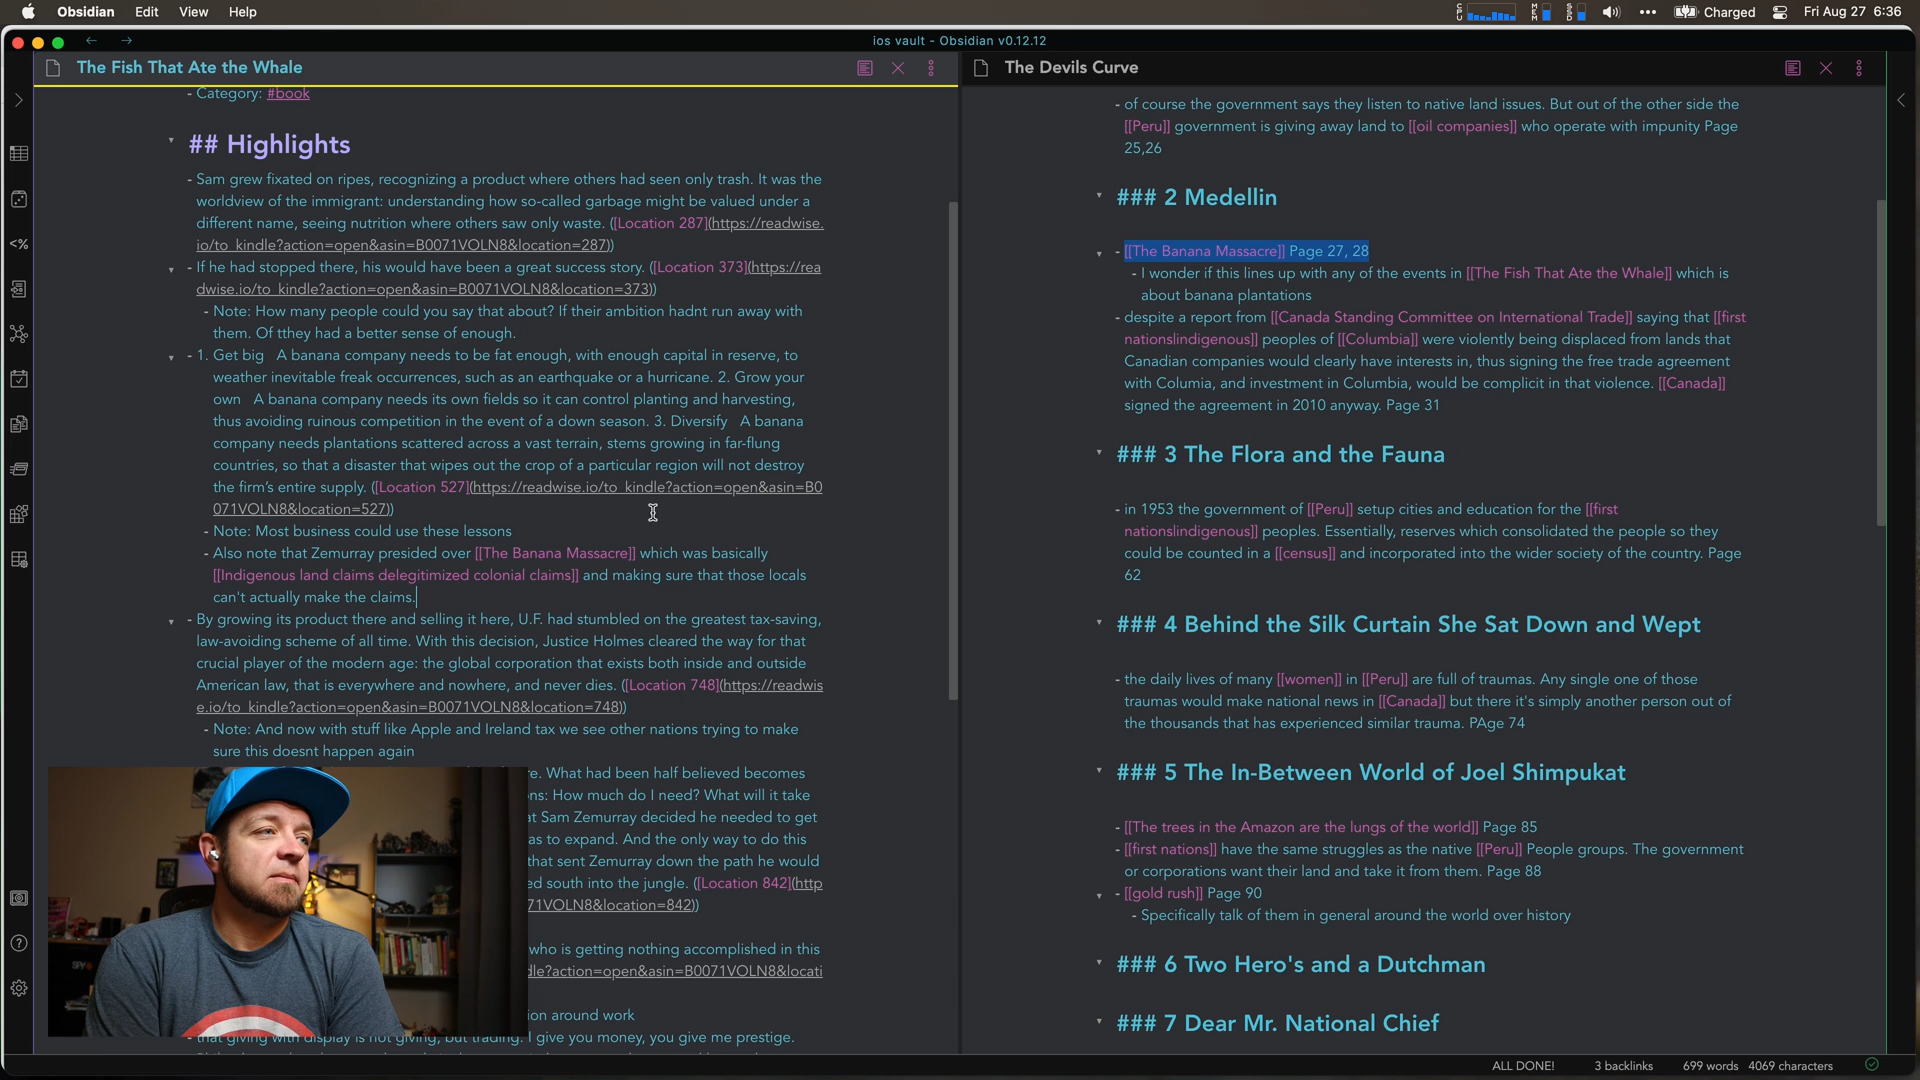 Obsidian Edit View Help
CPU MEM SSD Charged Fri Aug 27 6:36
ios vault - Obsidian v0.12.12
The Fish That Ate the Whale
- Category: #book
## Highlights
- Sam grew fixated on ripes, recognizing a product where others had seen only trash. It was the
worldview of the immigrant: understanding how so-called garbage might be valued under a
different name, seeing nutrition where others saw only waste. ([Location 287](https://readwise.
io/to_kindle?action=open&asin=B0071VOLN8&location=287))
- If he had stopped there, his would have been a great success story. ([Location 373](https://rea
dwise.io/to_kindle?action=open&asin=B0071VOLN8&location=373))
- Note: How many people could you say that about? If their ambition hadnt run away with
them. Of tthey had a better sense of enough.
- 1. Get big A banana company needs to be fat enough, with enough capital in reserve, to
weather inevitable freak occurrences, such as an earthquake or a hurricane. 2. Grow your
own A banana company needs its own fields so it can control planting and harvesting,
thus avoiding ruinous competition in the event of a down season. 3. Diversify A banana
company needs plantations scattered across a vast terrain, stems growing in far-flung
countries, so that a disaster that wipes out the crop of a particular region will not destroy
the firm's entire supply. ([Location 527](https://readwise.io/to_kindle?action=open&asin=B0
071VOLN8&location=527))
- Note: Most business could use these lessons
- Also note that Zemurray presided over [[The Banana Massacre]] which was basically
[[Indigenous land claims delegitimized colonial claims]] and making sure that those locals
can't actually make the claims.
- By growing its product there and selling it here, U.F. had stumbled on the greatest tax-saving,
law-avoiding scheme of all time. With this decision, Justice Holmes cleared the way for that
crucial player of the modern age: the global corporation that exists both inside and outside
American law, that is everywhere and nowhere, and never dies. ([Location 748](https://readwis
e.io/to_kindle?action=open&asin=B0071VOLN8&location=748))
- Note: And now with stuff like Apple and Ireland tax we see other nations trying to make
sure this doesnt happen again
re. What had been half believed becomes
ns: How much do I need? What will it take
at Sam Zemurray decided he needed to get
as to expand. And the only way to do this
that sent Zemurray down the path he would
ed south into the jungle. ([Location 842](http
1VOLN8&location=842))
who is getting nothing accomplished in this
dle?action=open&asin=B0071VOLN8&locati
ion around work
- that giving with display is not giving, but trading. I give you money, you give me prestige.
The Devils Curve
- of course the government says they listen to native land issues. But out of the other side the
[[Peru]] government is giving away land to [[oil companies]] who operate with impunity Page
25,26
### 2 Medellin
- [[The Banana Massacre]] Page 27, 28
- I wonder if this lines up with any of the events in [[The Fish That Ate the Whale]] which is
about banana plantations
- despite a report from [[Canada Standing Committee on International Trade]] saying that [[first
nationslindigenous]] peoples of [[Columbia]] were violently being displaced from lands that
Canadian companies would clearly have interests in, thus signing the free trade agreement
with Columia, and investment in Columbia, would be complicit in that violence. [[Canada]]
signed the agreement in 2010 anyway. Page 31
### 3 The Flora and the Fauna
- in 1953 the government of [[Peru]] setup cities and education for the [[first
nationslindigenous]] peoples. Essentially, reserves which consolidated the people so they
could be counted in a [[census]] and incorporated into the wider society of the country. Page
62
### 4 Behind the Silk Curtain She Sat Down and Wept
- the daily lives of many [[women]] in [[Peru]] are full of traumas. Any single one of those
traumas would make national news in [[Canada]] but there it's simply another person out of
the thousands that has experienced similar trauma. PAge 74
### 5 The In-Between World of Joel Shimpukat
- [[The trees in the Amazon are the lungs of the world]] Page 85
- [[first nations]] have the same struggles as the native [[Peru]] People groups. The government
or corporations want their land and take it from them. Page 88
- [[gold rush]] Page 90
- Specifically talk of them in general around the world over history
### 6 Two Hero's and a Dutchman
### 7 Dear Mr. National Chief
ALL DONE! 3 backlinks 699 words 4069 characters